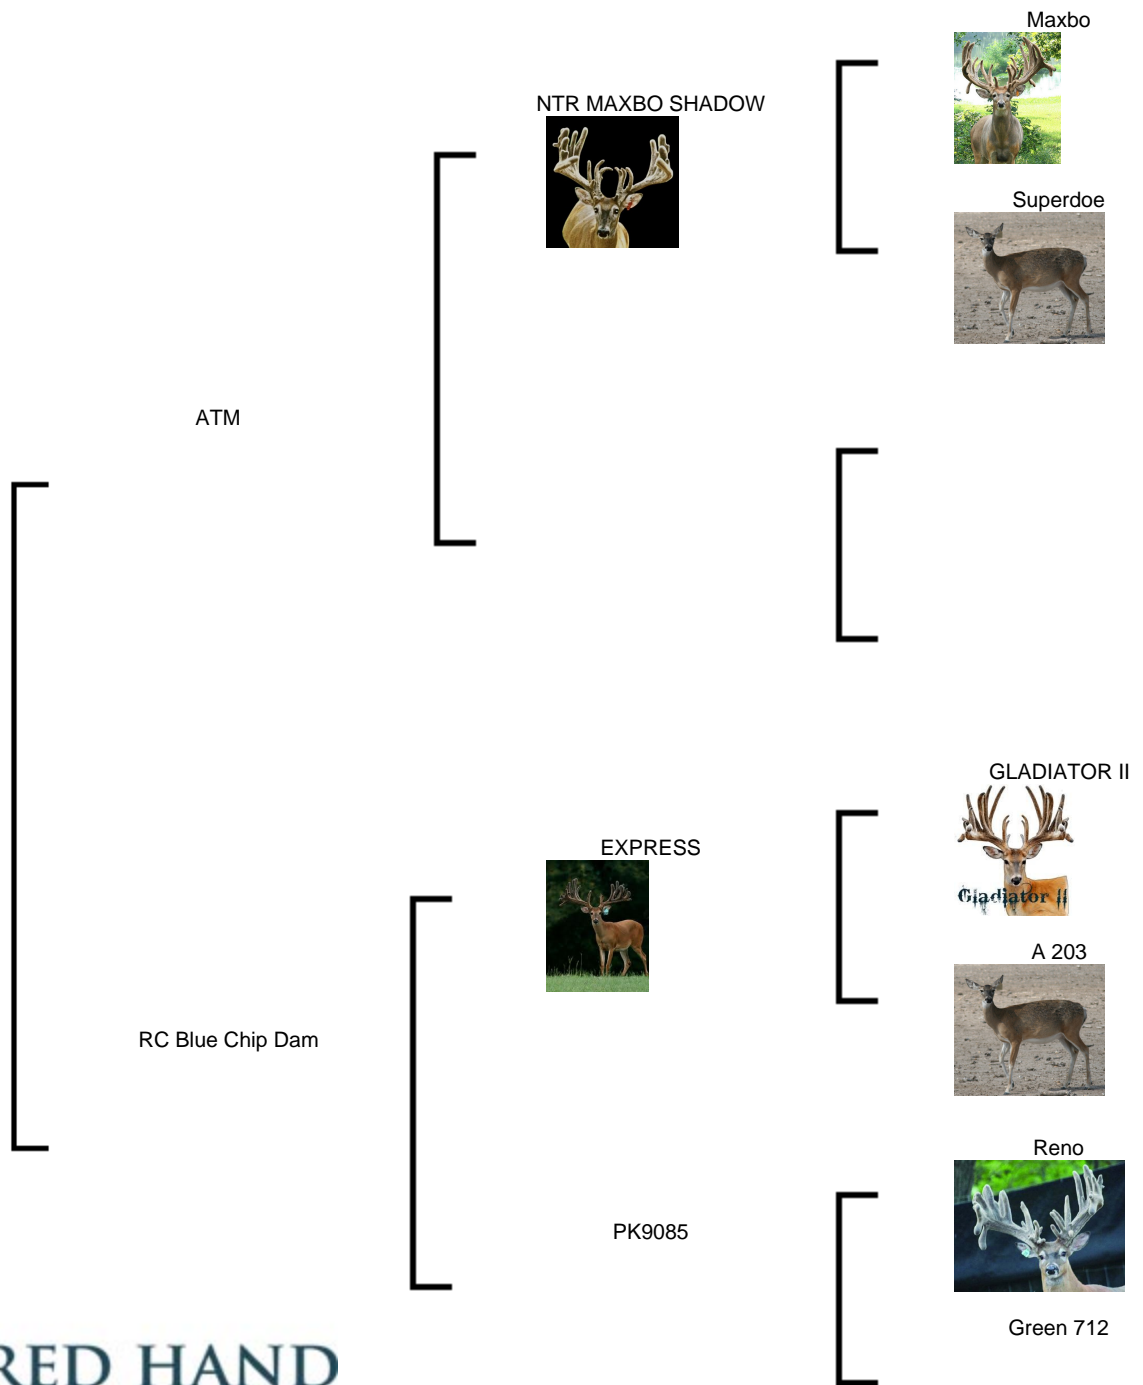 Maxbo
NTR MAXBO SHADOW
Superdoe
ATM
GLADIATOR II
Gladiator II
EXPRESS
A 203
RC Blue Chip Dam
Reno
PK9085
Green 712
RED HAND